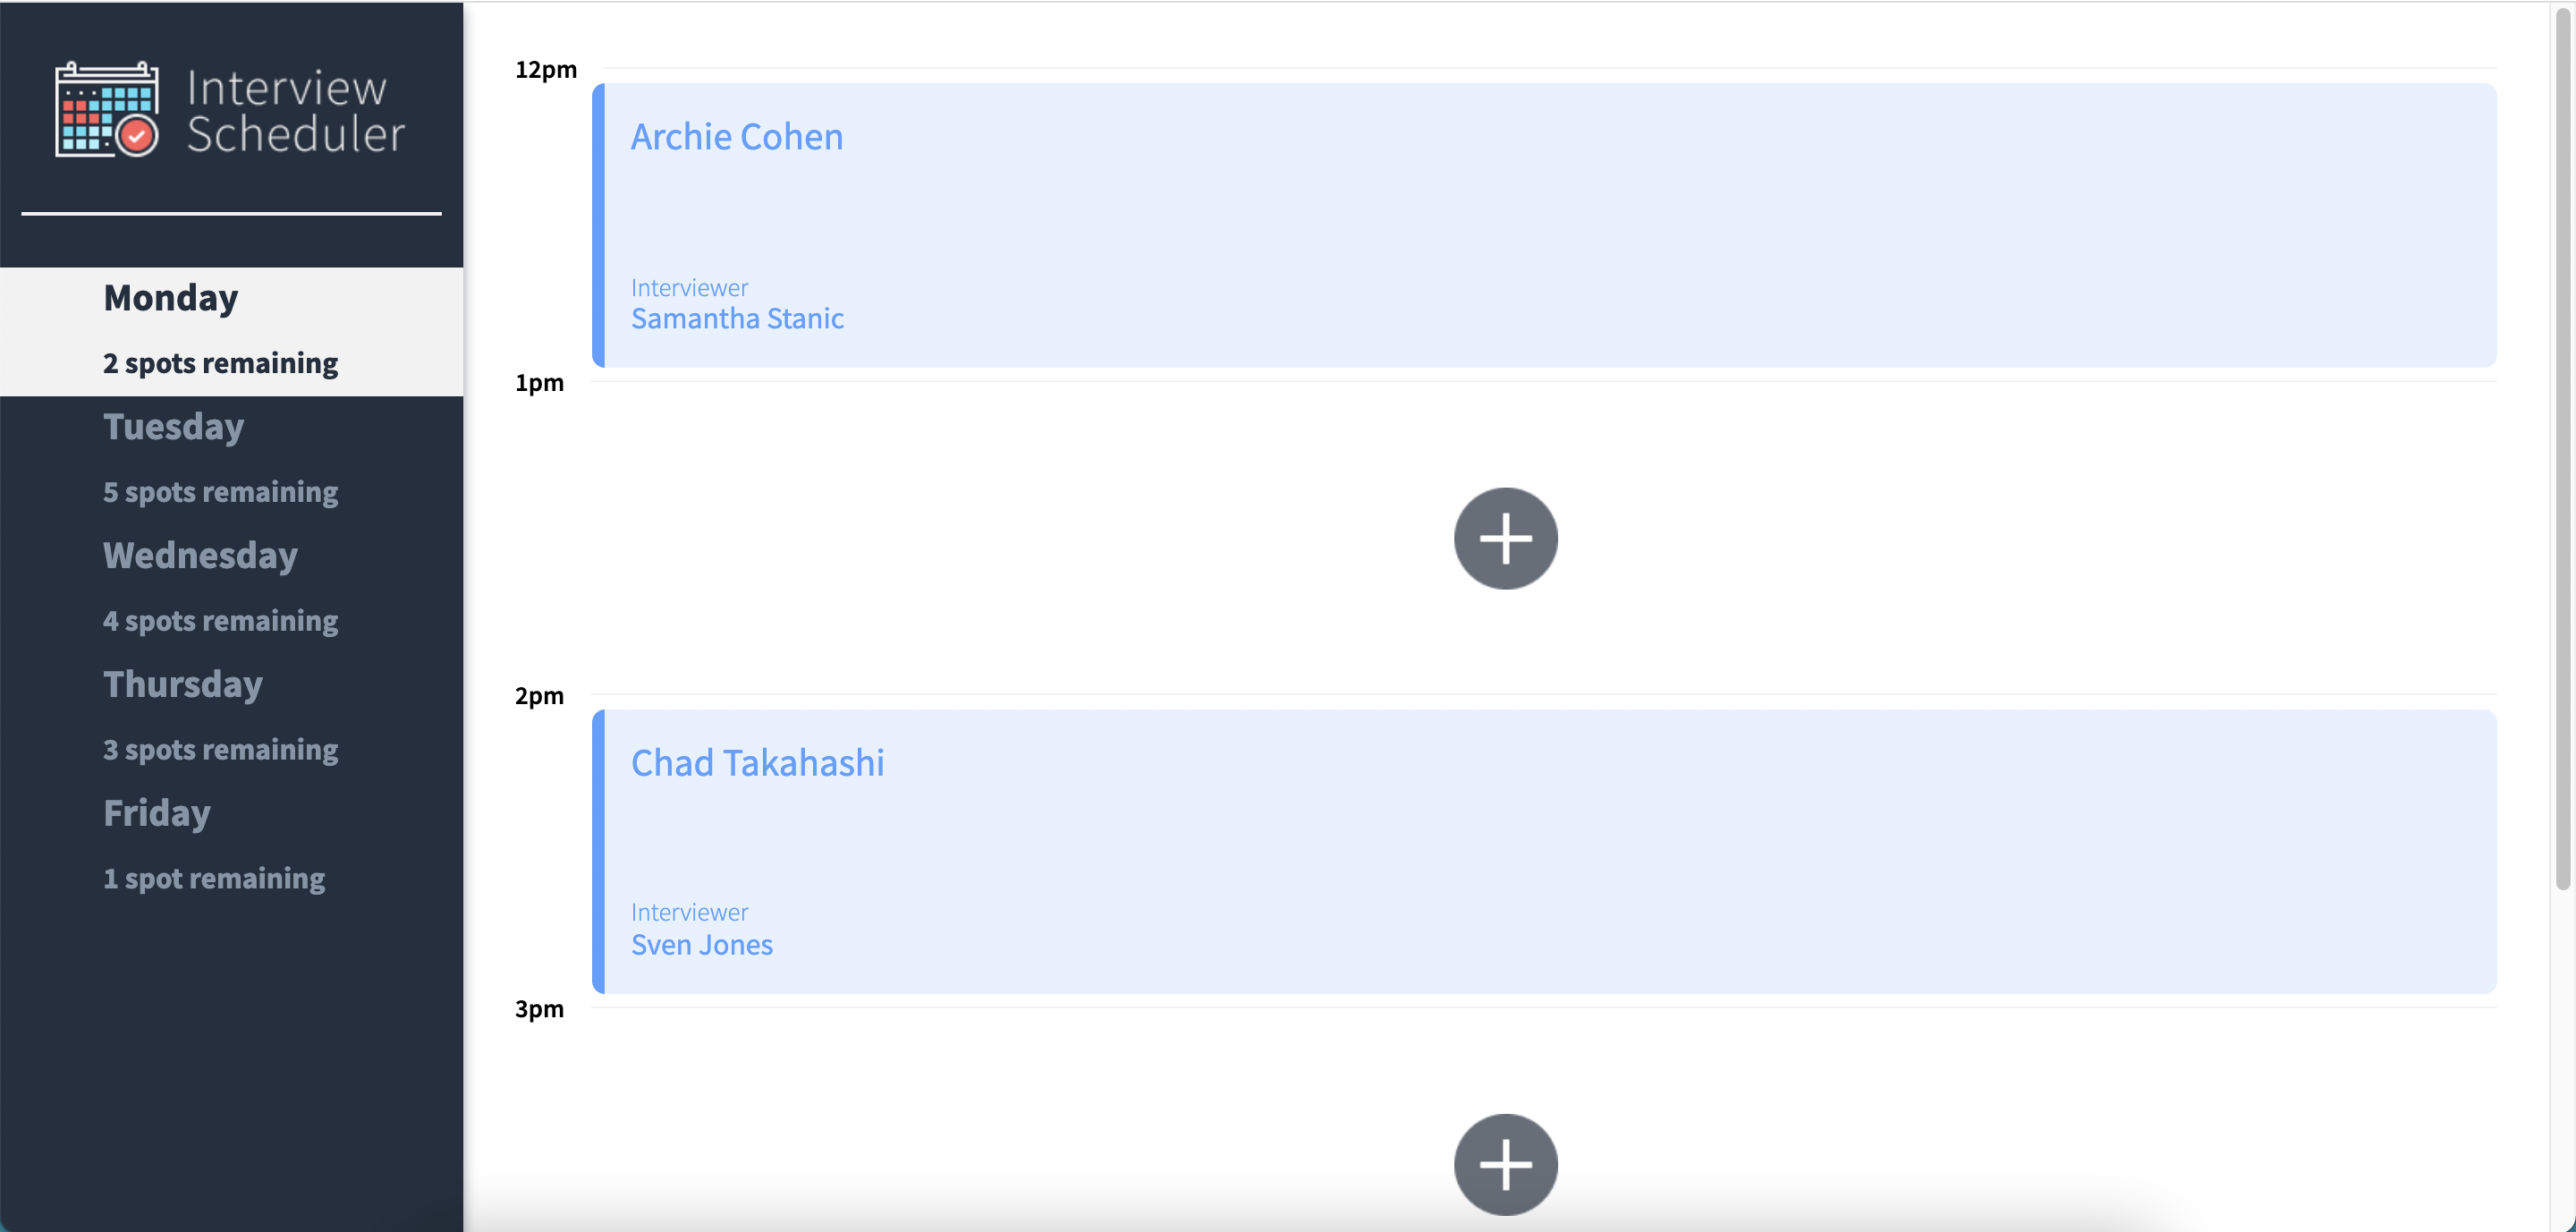 Interview
Scheduler
Monday
2 spots remaining
Tuesday
5 spots remaining
Wednesday
4 spots remaining
Thursday
3 spots remaining
Friday
1 spot remaining
12pm
Archie Cohen
Interviewer
Samantha Stanic
1pm
2pm
Chad Takahashi
Interviewer
Sven Jones
3pm